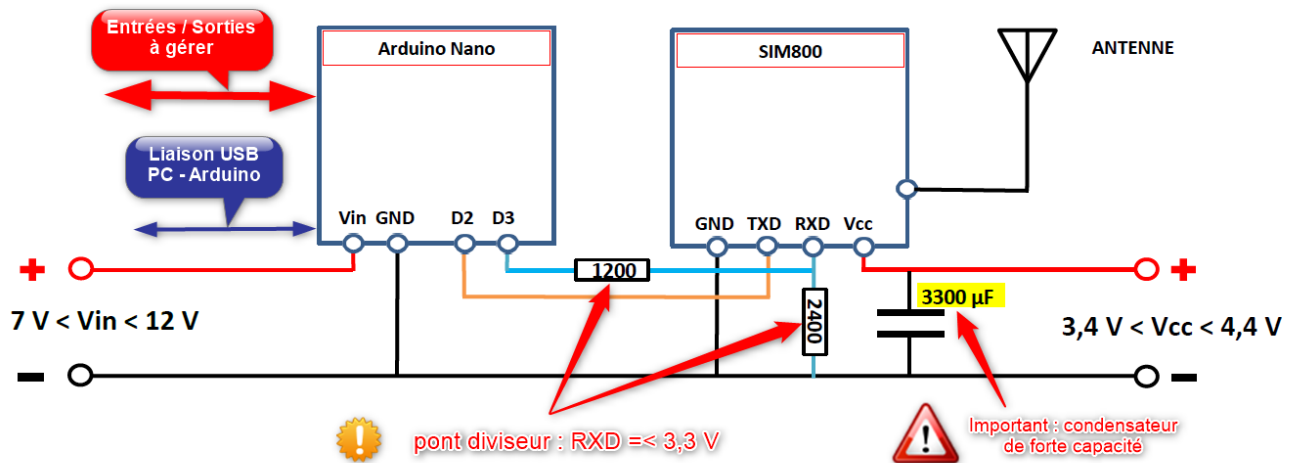 Entrées / Sorties
à gérer
Arduino Nano
SIM800
ANTENNE
Liaison USB
PC - Arduino
Vin GND D2 D3
GND TXD RXD Vcc
+
1200
+
2400
3300 µF
7 V < Vin < 12 V
3,4 V < Vcc < 4,4 V
-
-
pont diviseur : RXD =< 3,3 V
!
Important : condensateur
de forte capacité